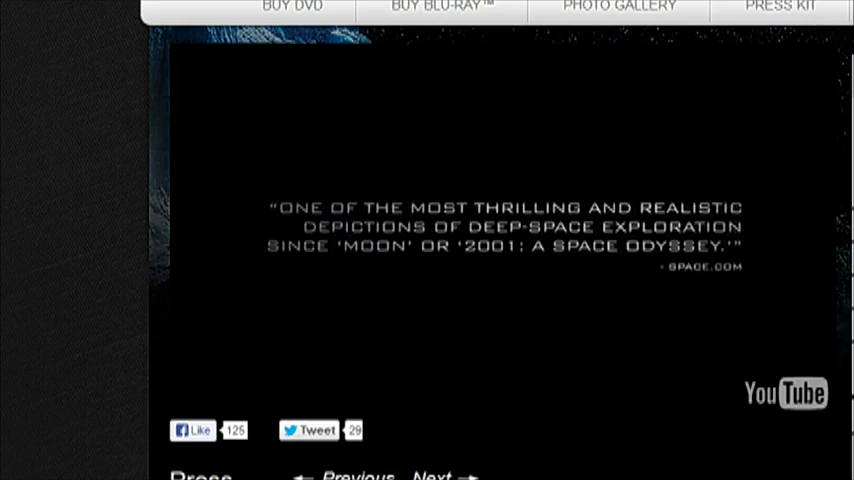 BUY DVD
BUY BLU-RAY™
PHOTO GALLERY
PRESS KIT
"ONE OF THE MOST THRILLING AND REALISTIC
DEPICTIONS OF DEEP-SPACE EXPLORATION
SINCE 'MOON' OR '2001: A SPACE ODYSSEY.'"
- SPACE.COM
YouTube
Like 125
Tweet 29
Press
← Previous Next →